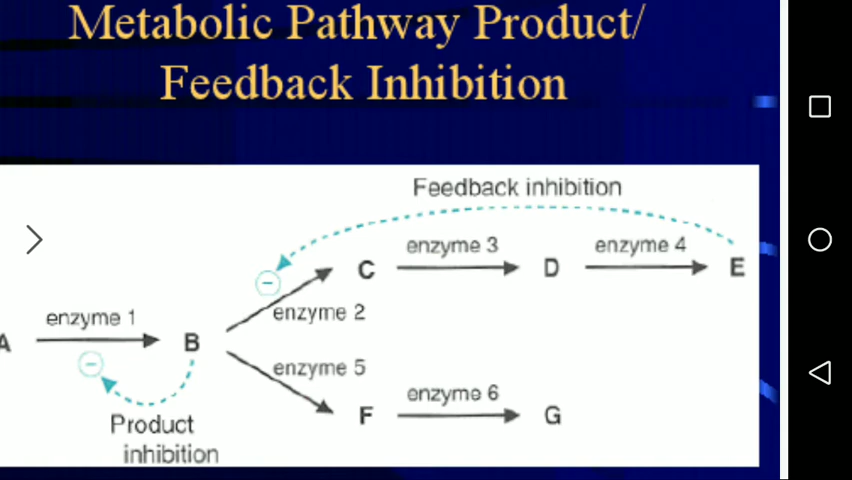 Metabolic Pathway Product/
Feedback Inhibition
Feedback inhibition
enzyme 3
enzyme 4
C
D
E
enzyme 2
enzyme 1
A
B
enzyme 5
enzyme 6
F
G
Product
inhibition